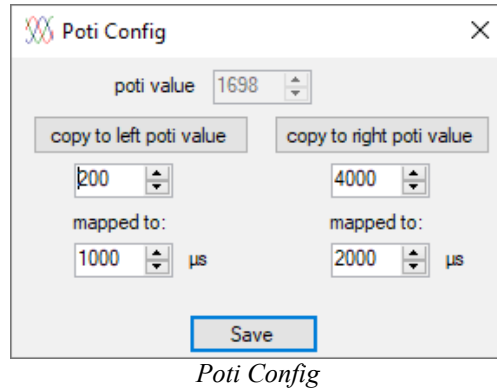 Poti Config
poti value 1698
copy to left poti value copy to right poti value
200 4000
mapped to: mapped to:
1000 µs 2000 µs
Save
Poti Config